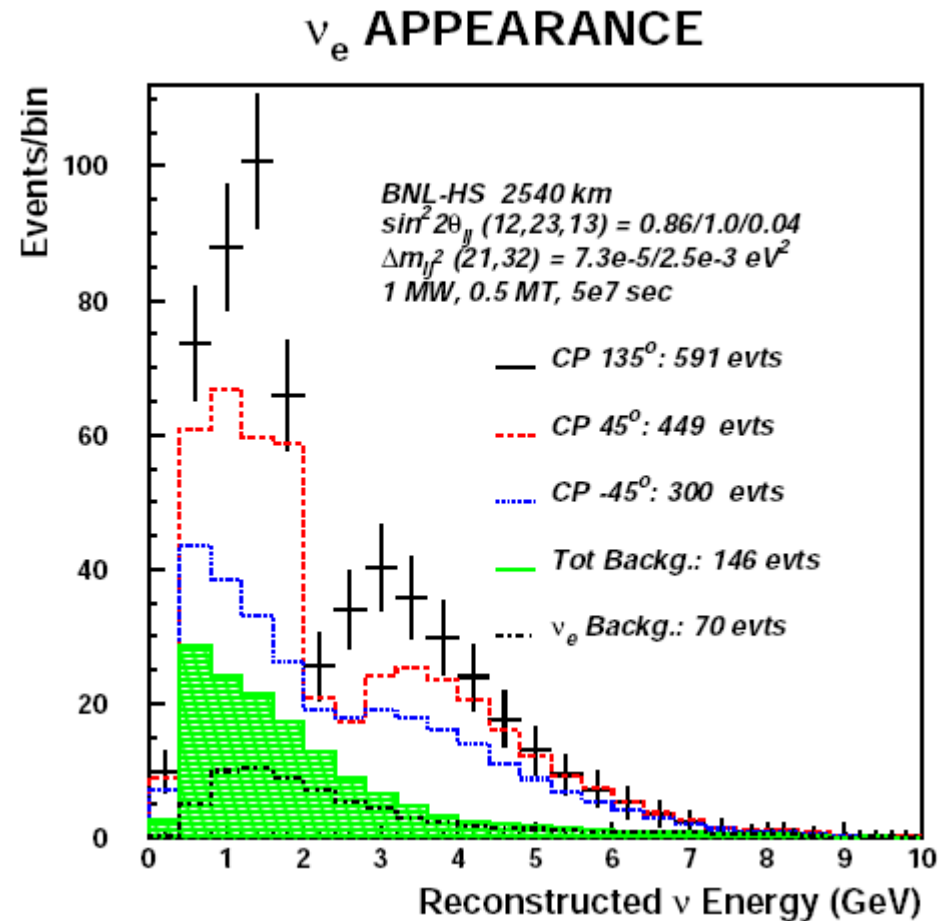 νe APPEARANCE
Events/bin
100
80
60
40
20
0
BNL-HS 2540 km
sin²2θij (12,23,13) = 0.86/1.0/0.04
Δmij² (21,32) = 7.3e-5/2.5e-3 eV²
1 MW, 0.5 MT, 5e7 sec
CP 135o: 591 evts
CP 45o: 449 evts
CP -45o: 300 evts
Tot Backg.: 146 evts
νe Backg.: 70 evts
0 1 2 3 4 5 6 7 8 9 10
Reconstructed ν Energy (GeV)